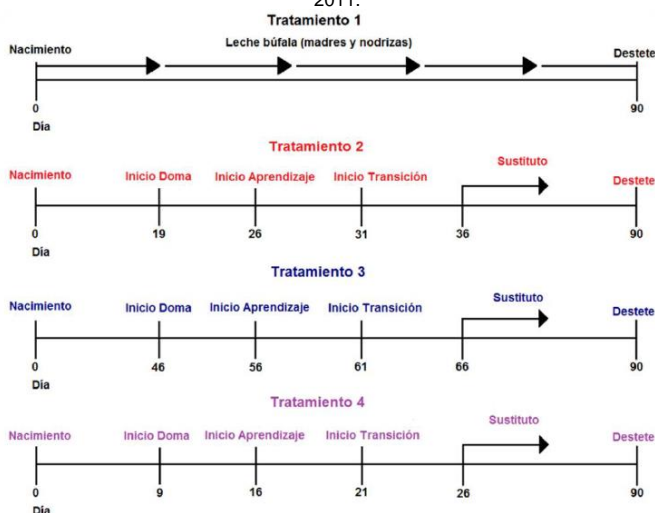 2011.
Tratamiento 1
Nacimiento Leche búfala (madres y nodrizas) Destete
0 90
Día
Tratamiento 2
Sustituto
Nacimiento Inicio Doma Inicio Aprendizaje Inicio Transición Destete
0 19 26 31 36 90
Día
Tratamiento 3
Sustituto
Nacimiento Inicio Doma Inicio Aprendizaje Inicio Transición Destete
0 46 56 61 66 90
Día
Tratamiento 4
Sustituto
Nacimiento Inicio Doma Inicio Aprendizaje Inicio Transición Destete
0 9 16 21 26 90
Día